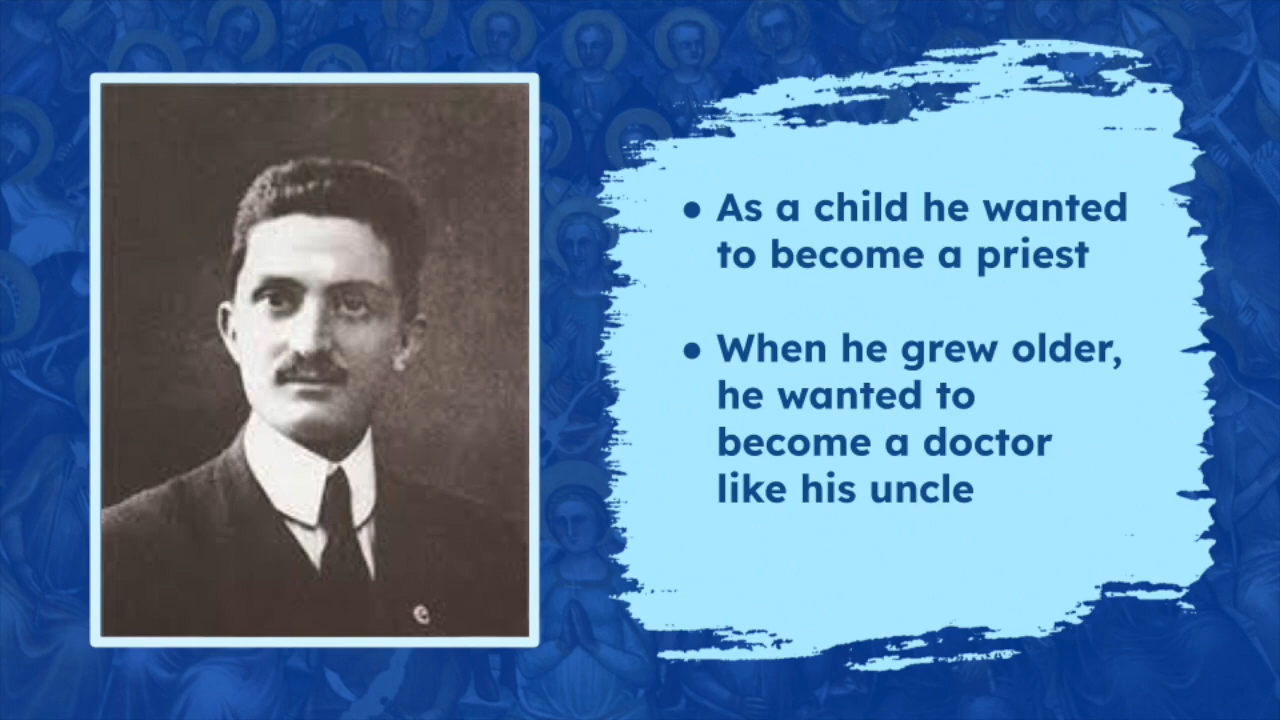 • As a child he wanted
to become a priest
• When he grew older,
he wanted to
become a doctor
like his uncle